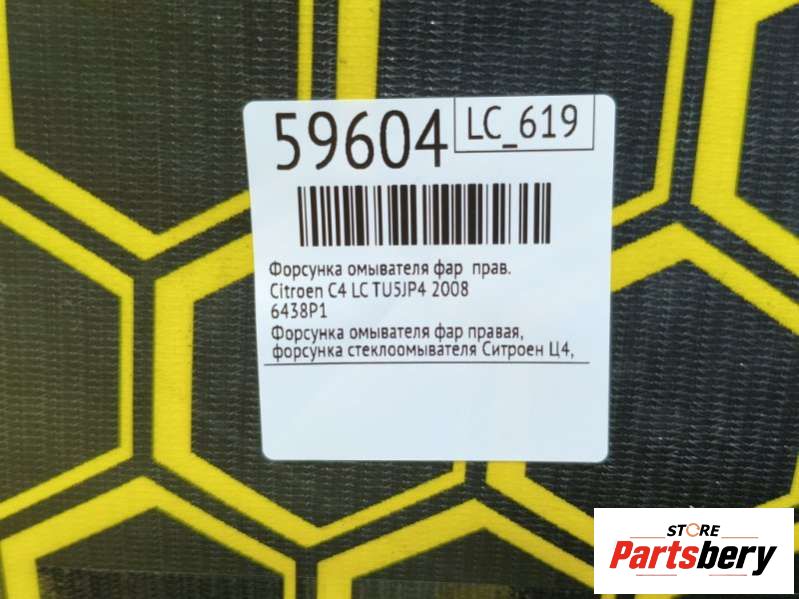 59604
LC_619
Форсунка омывателя фар прав.
Citroen C4 LC TU5JP4 2008
6438P1
Форсунка омывателя фар правая,
форсунка стеклоомывателя Ситроен Ц4,
STORE
Partsbery